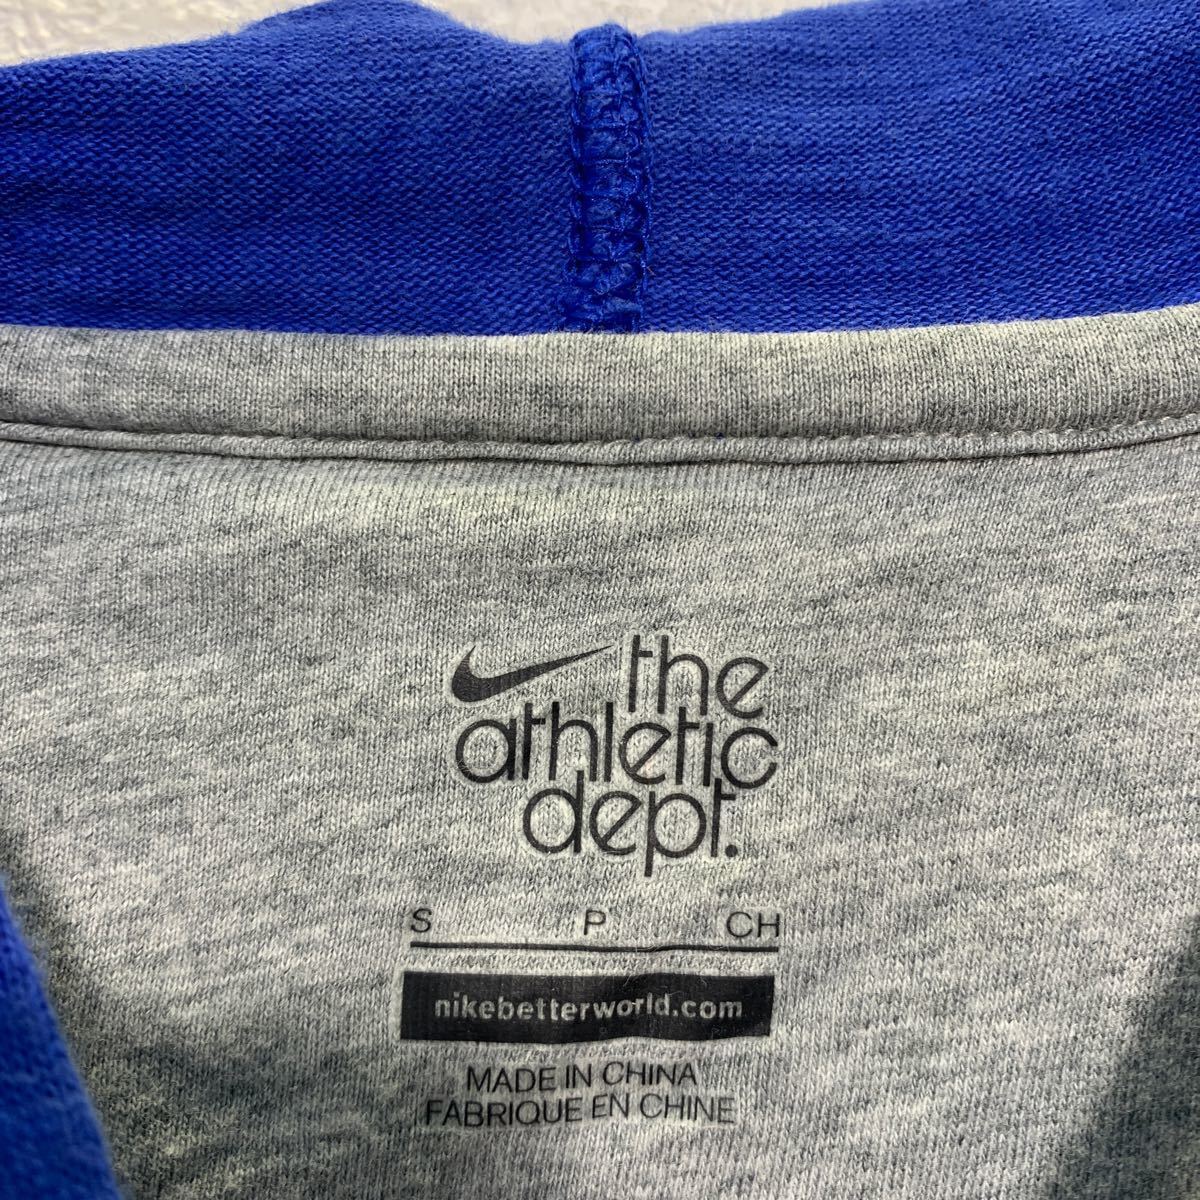 the
athletic
dept.
S P CH
nikebetterworld.com
MADE IN CHINA
FABRIQUE EN CHINE